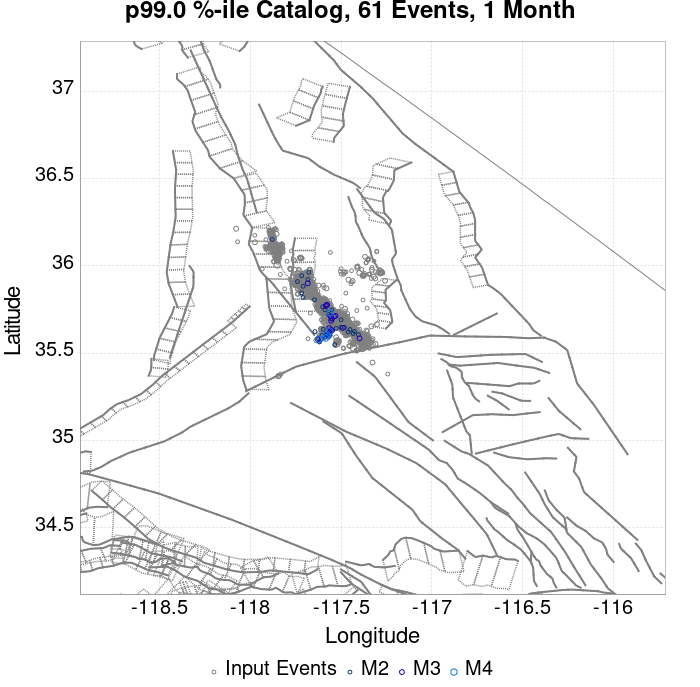 p99.0 %-ile Catalog, 61 Events, 1 Month
37
36.5
36
35.5
35
34.5
Latitude
-118.5 -118 -117.5 -117 -116.5 -116
Longitude
Input Events M2 M3 M4